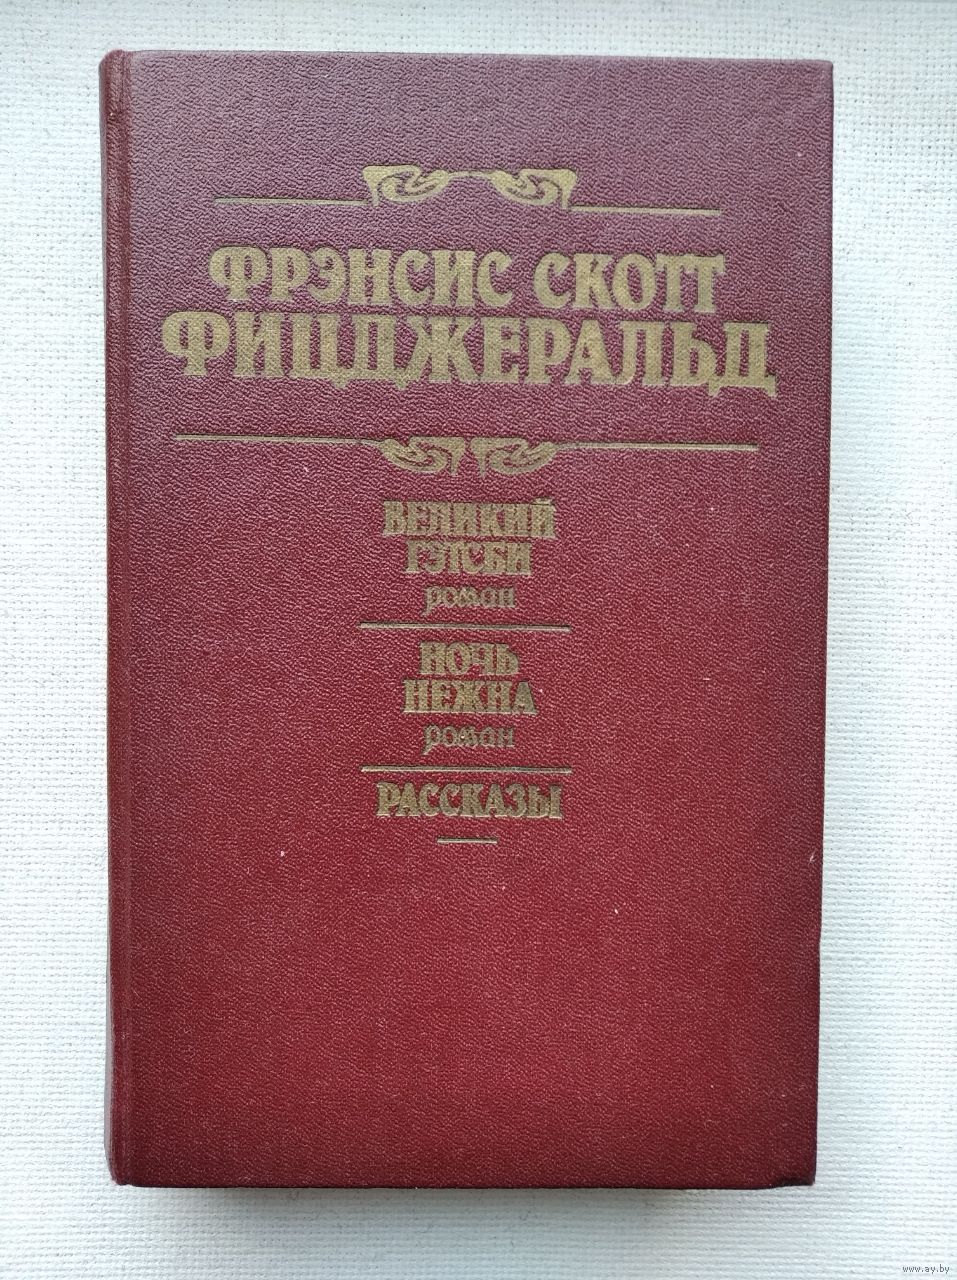 ФРЭНСИС СКОТТ
ФИЦДЖЕРАЛЬД
ВЕЛИКИЙ
ГЭТСБИ
роман
НОЧЬ
НЕЖНА
роман
РАССКАЗЫ
www.ay.by